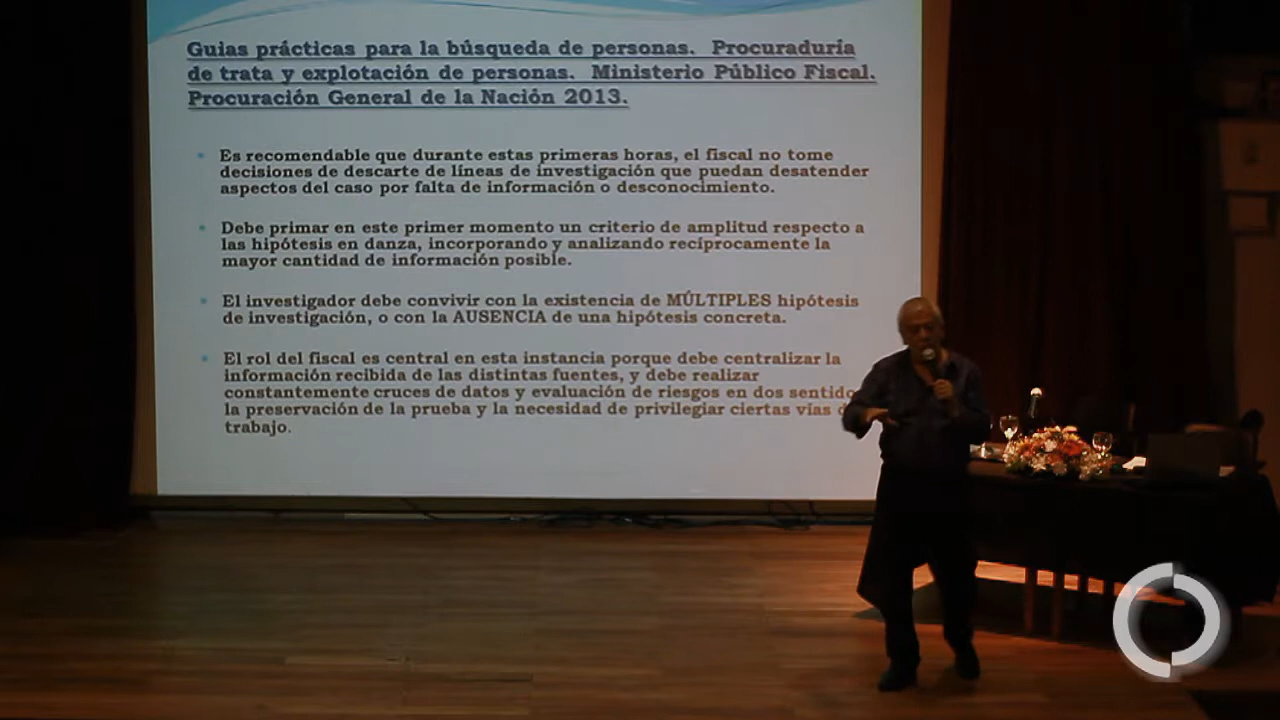 Guias prácticas para la búsqueda de personas. Procuraduría
de trata y explotación de personas. Ministerio Público Fiscal.
Procuración General de la Nación 2013.
Es recomendable que durante estas primeras horas, el fiscal no tome
decisiones de descarte de líneas de investigación que puedan desatender
aspectos del caso por falta de información o desconocimiento.
Debe primar en este primer momento un criterio de amplitud respecto a
las hipótesis en danza, incorporando y analizando recíprocamente la
mayor cantidad de información posible.
El investigador debe convivir con la existencia de MÚLTIPLES hipótesis
de investigación, o con la AUSENCIA de una hipótesis concreta.
El rol del fiscal es central en esta instancia porque debe centralizar la
información recibida de las distintas fuentes, y debe realizar
constantemente cruces de datos y evaluación de riesgos en dos sentido
la preservación de la prueba y la necesidad de privilegiar ciertas vías
trabajo.